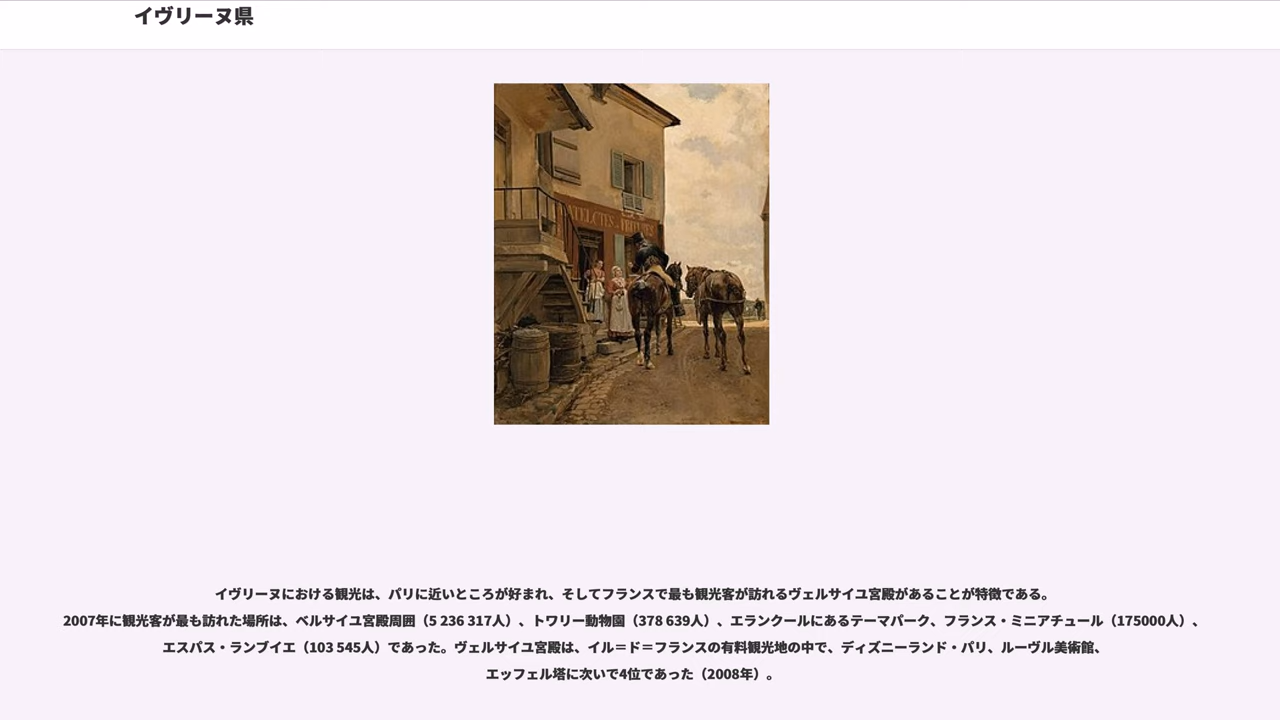 イヴリーヌ県
イヴリーヌにおける観光は、パリに近いところが好まれ、そしてフランスで最も観光客が訪れるヴェルサイユ宮殿があることが特徴である。
2007年に観光客が最も訪れた場所は、ベルサイユ宮殿周囲（5 236 317人）、トワリー動物園（378 639人）、エランクールにあるテーマパーク、フランス・ミニアチュール（175000人）、
エスパス・ランブイエ（103 545人）であった。ヴェルサイユ宮殿は、イル＝ド＝フランスの有料観光地の中で、ディズニーランド・パリ、ルーヴル美術館、
エッフェル塔に次いで4位であった（2008年）。